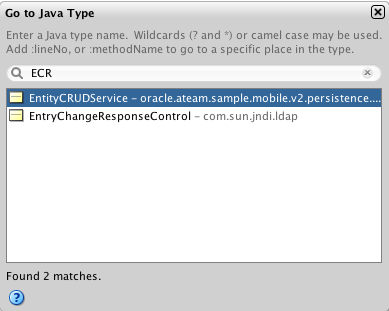 Go to Java Type
Enter a Java type name. Wildcards (? and *) or camel case may be used.
Add :lineNo, or :methodName to go to a specific place in the type.
ECR
EntityCRUDService – oracle.ateam.sample.mobile.v2.persistence....
EntryChangeResponseControl – com.sun.jndi.ldap
Found 2 matches.
?